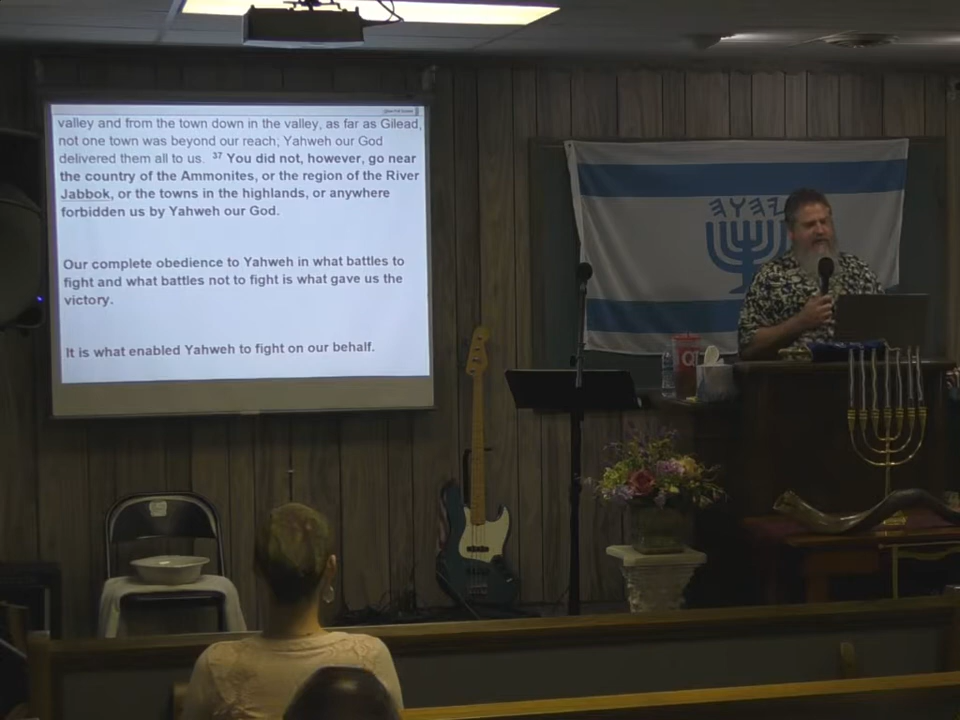 valley and from the town down in the valley, as far as Gilead,
not one town was beyond our reach; Yahweh our God
delivered them all to us. 37 You did not, however, go near
the country of the Ammonites, or the region of the River
Jabbok, or the towns in the highlands, or anywhere
forbidden us by Yahweh our God.
Our complete obedience to Yahweh in what battles to
fight and what battles not to fight is what gave us the
victory.
It is what enabled Yahweh to fight on our behalf.